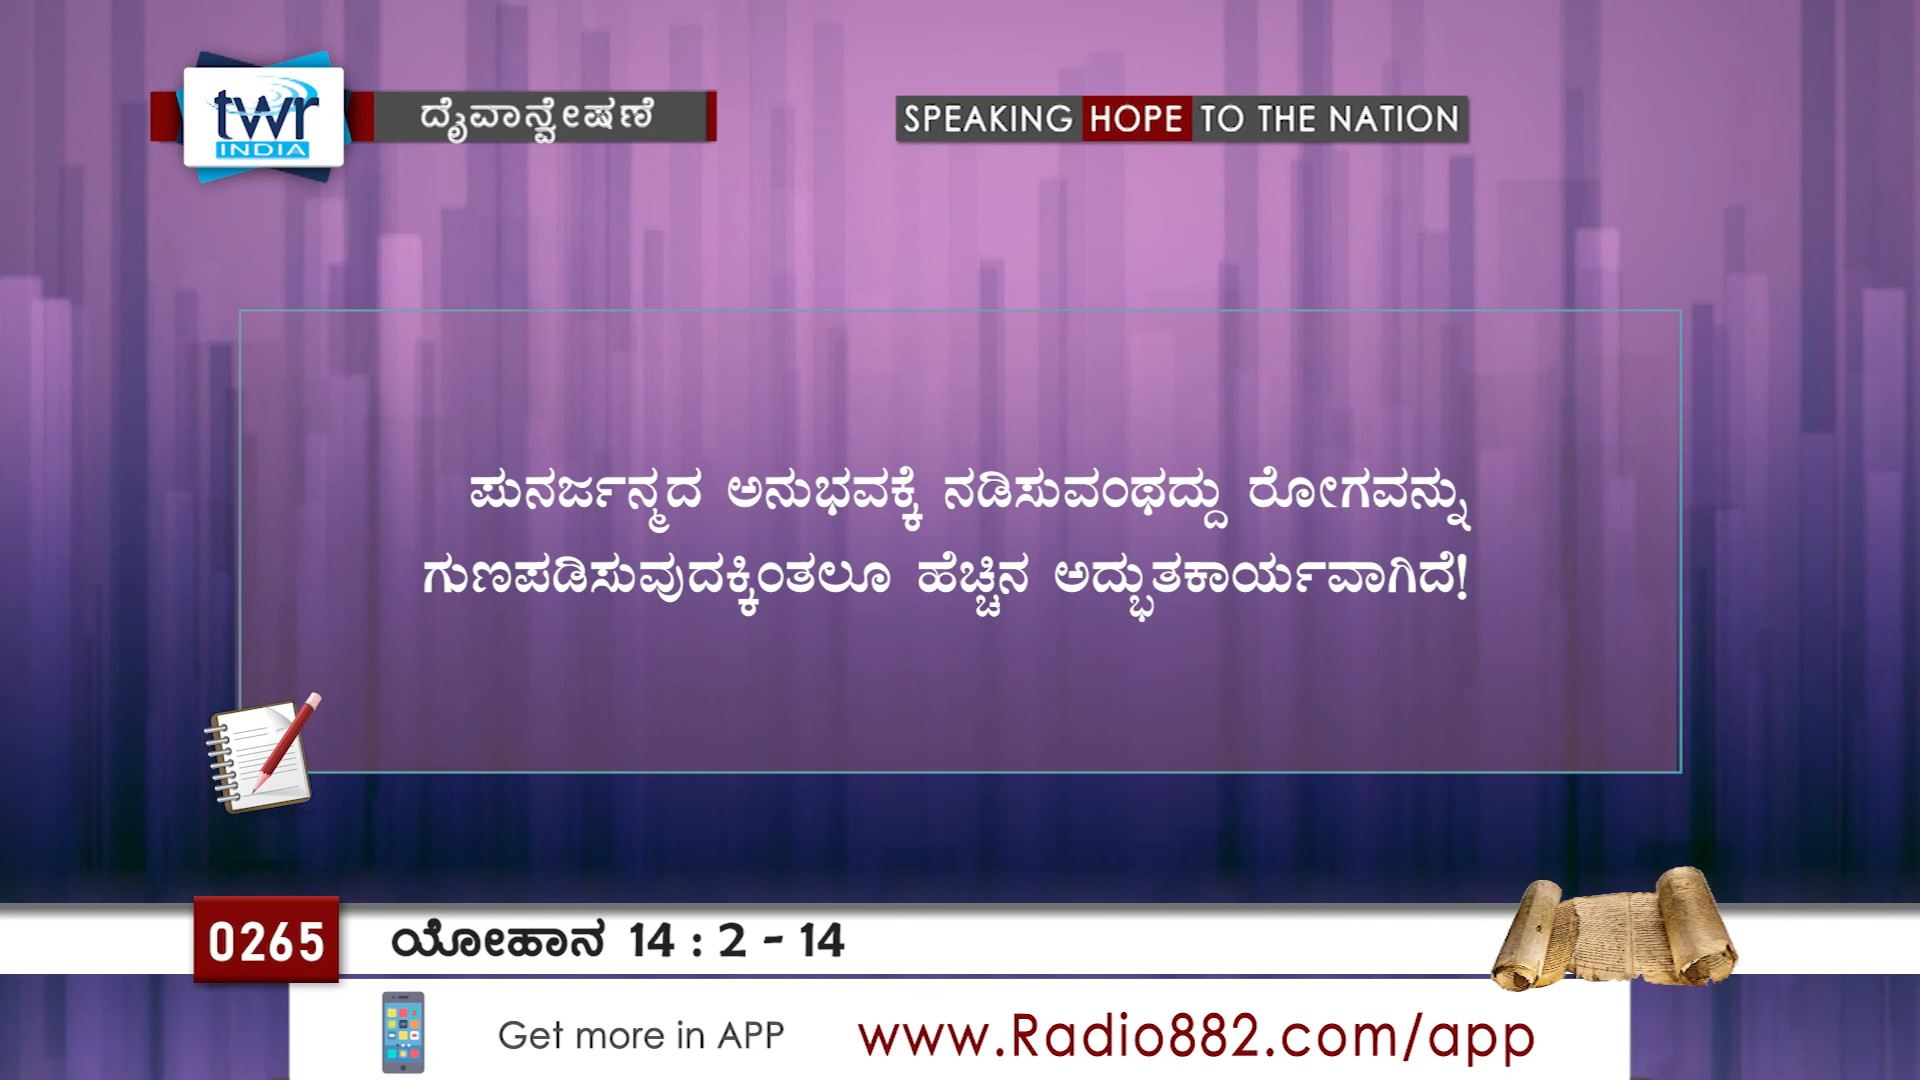 twr
INDIA
ದೈವಾನ್ವೇಷಣೆ
SPEAKING HOPE TO THE NATION
ಪುನರ್ಜನ್ಮದ ಅನುಭವಕ್ಕೆ ನಡಿಸುವಂಥದ್ದು ರೋಗವನ್ನು
ಗುಣಪಡಿಸುವುದಕ್ಕಿಂತಲೂ ಹೆಚ್ಚಿನ ಅದ್ಭುತಕಾರ್ಯವಾಗಿದೆ!
0265 ಯೋಹಾನ 14 : 2 - 14
Get more in APP www.Radio882.com/app